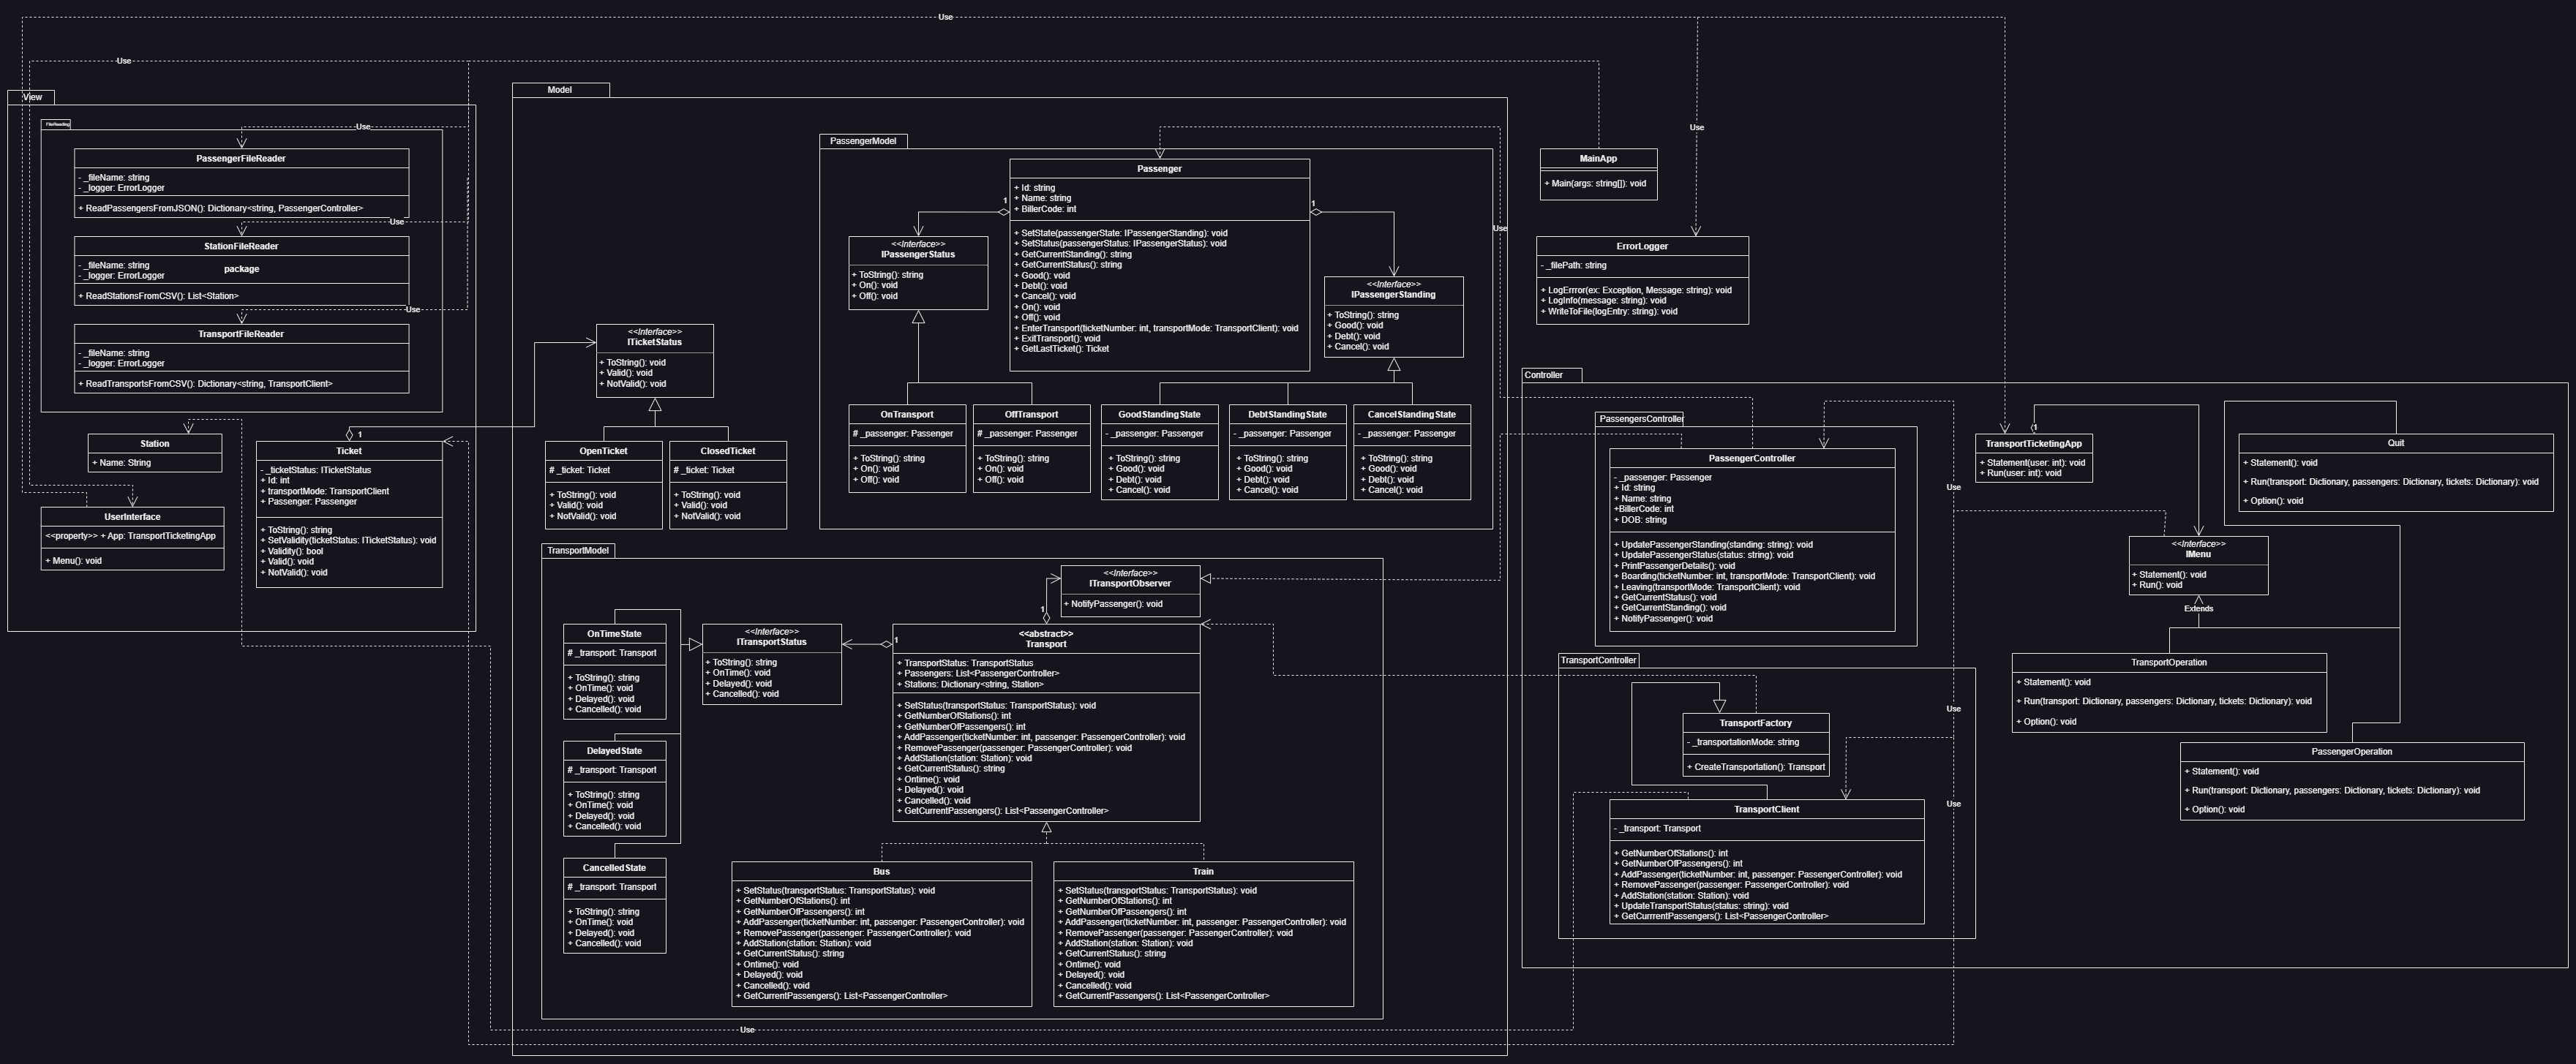 Use
Use
View
FileReading
Use
PassengerFileReader
- _fileName: string
- _logger: ErrorLogger
+ ReadPassengersFromJSON(): Dictionary<string, PassengerController>
Use
StationFileReader
- _fileName: string
- _logger: ErrorLogger
package
+ ReadStationsFromCSV(): List<Station>
Use
TransportFileReader
- _fileName: string
- _logger: ErrorLogger
+ ReadTransportsFromCSV(): Dictionary<string, TransportClient>
Station
+ Name: String
UserInterface
<<property>> + App: TransportTicketingApp
+ Menu(): void
1
Ticket
- _ticketStatus: ITicketStatus
+ Id: int
+ transportMode: TransportClient
+ Passenger: Passenger
+ ToString(): string
+ SetValidity(ticketStatus: ITicketStatus): void
+ Validity(): bool
+ Valid(): void
+ NotValid(): void
Model
<<Interface>>
ITicketStatus
+ ToString(): void
+ Valid(): void
+ NotValid(): void
OpenTicket
# _ticket: Ticket
+ ToString(): void
+ Valid(): void
+ NotValid(): void
ClosedTicket
# _ticket: Ticket
+ ToString(): void
+ Valid(): void
+ NotValid(): void
PassengerModel
Passenger
+ Id: string
+ Name: string
+ BillerCode: int
+ SetState(passengerState: IPassengerStanding): void
+ SetStatus(passengerStatus: IPassengerStatus): void
+ GetCurrentStanding(): string
+ GetCurrentStatus(): string
+ Good(): void
+ Debt(): void
+ Cancel(): void
+ On(): void
+ Off(): void
+ EnterTransport(ticketNumber: int, transportMode: TransportClient): void
+ ExitTransport(): void
+ GetLastTicket(): Ticket
1
1
<<Interface>>
IPassengerStatus
+ ToString(): string
+ On(): void
+ Off(): void
<<Interface>>
IPassengerStanding
+ ToString(): string
+ Good(): void
+ Debt(): void
+ Cancel(): void
OnTransport
# _passenger: Passenger
+ ToString(): string
+ On(): void
+ Off(): void
OffTransport
# _passenger: Passenger
+ ToString(): string
+ On(): void
+ Off(): void
GoodStandingState
- _passenger: Passenger
+ ToString(): string
+ Good(): void
+ Debt(): void
+ Cancel(): void
DebtStandingState
- _passenger: Passenger
+ ToString(): string
+ Good(): void
+ Debt(): void
+ Cancel(): void
CancelStandingState
- _passenger: Passenger
+ ToString(): string
+ Good(): void
+ Debt(): void
+ Cancel(): void
TransportModel
<<Interface>>
ITransportObserver
+ NotifyPassenger(): void
1
OnTimeState
# _transport: Transport
+ ToString(): string
+ OnTime(): void
+ Delayed(): void
+ Cancelled(): void
<<Interface>>
ITransportStatus
+ ToString(): string
+ OnTime(): void
+ Delayed(): void
+ Cancelled(): void
1
<<abstract>>
Transport
+ TransportStatus: TransportStatus
+ Passengers: List<PassengerController>
+ Stations: Dictionary<string, Station>
+ SetStatus(transportStatus: TransportStatus): void
+ GetNumberOfStations(): int
+ GetNumberOfPassengers(): int
+ AddPassenger(ticketNumber: int, passenger: PassengerController): void
+ RemovePassenger(passenger: PassengerController): void
+ AddStation(station: Station): void
+ GetCurrentStatus(): string
+ Ontime(): void
+ Delayed(): void
+ Cancelled(): void
+ GetCurrentPassengers(): List<PassengerController>
DelayedState
# _transport: Transport
+ ToString(): string
+ OnTime(): void
+ Delayed(): void
+ Cancelled(): void
CancelledState
# _transport: Transport
+ ToString(): string
+ OnTime(): void
+ Delayed(): void
+ Cancelled(): void
Bus
+ SetStatus(transportStatus: TransportStatus): void
+ GetNumberOfStations(): int
+ GetNumberOfPassengers(): int
+ AddPassenger(ticketNumber: int, passenger: PassengerController): void
+ RemovePassenger(passenger: PassengerController): void
+ AddStation(station: Station): void
+ GetCurrentStatus(): string
+ Ontime(): void
+ Delayed(): void
+ Cancelled(): void
+ GetCurrentPassengers(): List<PassengerController>
Train
+ SetStatus(transportStatus: TransportStatus): void
+ GetNumberOfStations(): int
+ GetNumberOfPassengers(): int
+ AddPassenger(ticketNumber: int, passenger: PassengerController): void
+ RemovePassenger(passenger: PassengerController): void
+ AddStation(station: Station): void
+ GetCurrentStatus(): string
+ Ontime(): void
+ Delayed(): void
+ Cancelled(): void
+ GetCurrentPassengers(): List<PassengerController>
Use
Use
MainApp
+ Main(args: string[]): void
Use
ErrorLogger
- _filePath: string
+ LogErrror(ex: Exception, Message: string): void
+ LogInfo(message: string): void
+ WriteToFile(logEntry: string): void
Controller
PassengersController
PassengerController
- _passenger: Passenger
+ Id: string
+ Name: string
+BillerCode: int
+ DOB: string
+ UpdatePassengerStanding(standing: string): void
+ UpdatePassengerStatus(status: string): void
+ PrintPassengerDetails(): void
+ Boarding(ticketNumber: int, transportMode: TransportClient): void
+ Leaving(transportMode: TransportClient): void
+ GetCurrentStatus(): void
+ GetCurrentStanding(): void
+ NotifyPassenger(): void
Use
TransportController
TransportFactory
- _transportationMode: string
+ CreateTransportation(): Transport
Use
TransportClient
- _transport: Transport
+ GetNumberOfStations(): int
+ GetNumberOfPassengers(): int
+ AddPassenger(ticketNumber: int, passenger: PassengerController): void
+ RemovePassenger(passenger: PassengerController): void
+ AddStation(station: Station): void
+ UpdateTransportStatus(status: string): void
+ GetCurrrentPassengers(): List<PassengerController>
Use
1
TransportTicketingApp
+ Statement(user: int): void
+ Run(user: int): void
Quit
+ Statement(): void
+ Run(transport: Dictionary, passengers: Dictionary, tickets: Dictionary): void
+ Option(): void
<<Interface>>
IMenu
+ Statement(): void
+ Run(): void
Extends
TransportOperation
+ Statement(): void
+ Run(transport: Dictionary, passengers: Dictionary, tickets: Dictionary): void
+ Option(): void
PassengerOperation
+ Statement(): void
+ Run(transport: Dictionary, passengers: Dictionary, tickets: Dictionary): void
+ Option(): void